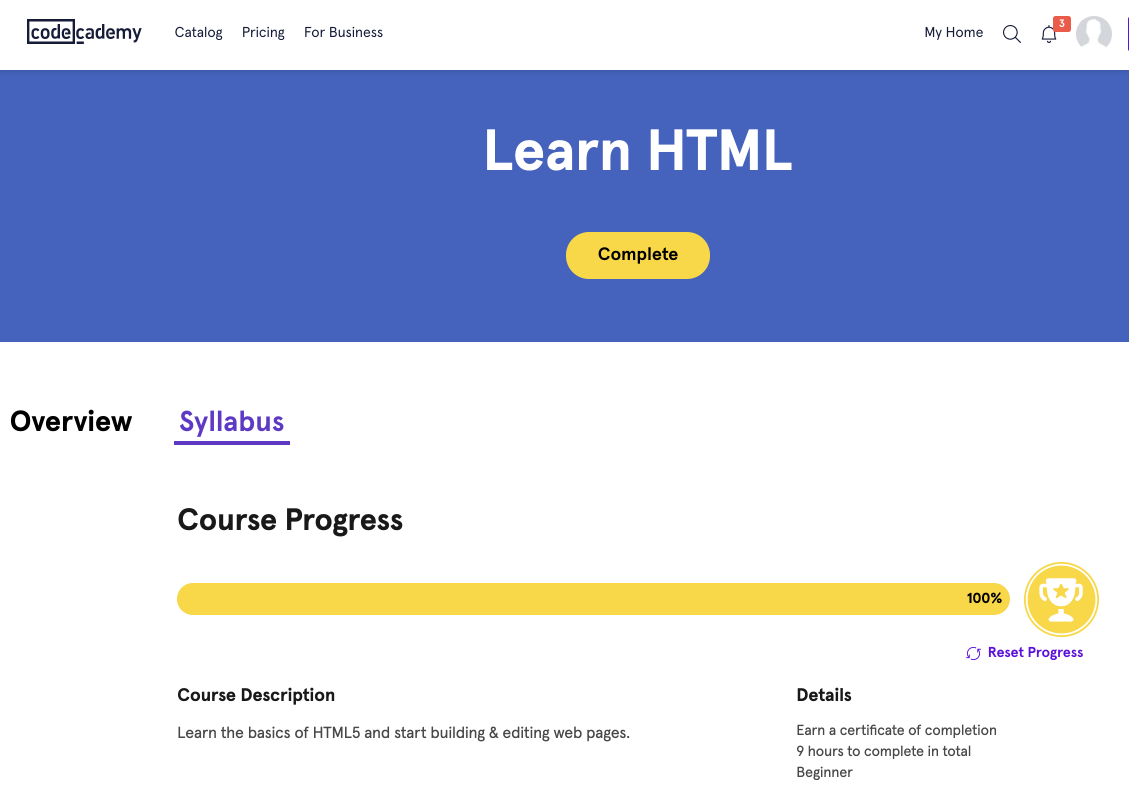 codecademy Catalog Pricing For Business My Home 3
Learn HTML
Complete
Overview Syllabus
Course Progress
100%
Reset Progress
Course Description
Learn the basics of HTML5 and start building & editing web pages.
Details
Earn a certificate of completion
9 hours to complete in total
Beginner